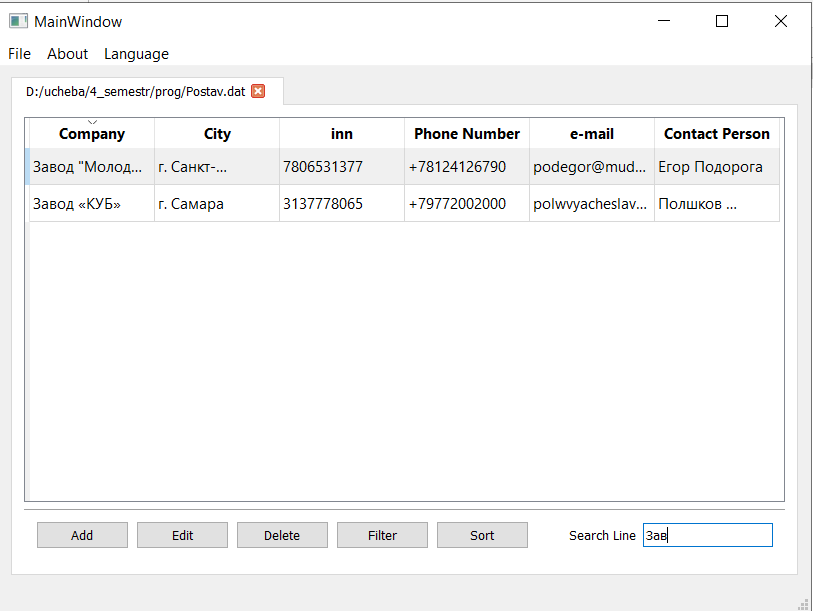 MainWindow
File About Language
D:/ucheba/4_semestr/prog/Postav.dat
Company City inn Phone Number e-mail Contact Person
Завод "Молод... г. Санкт-... 7806531377 +78124126790 podegor@mud... Егор Подорога
Завод «КУБ» г. Самара 3137778065 +79772002000 polwvyacheslav... Полшков ...
Add Edit Delete Filter Sort Search Line Зав